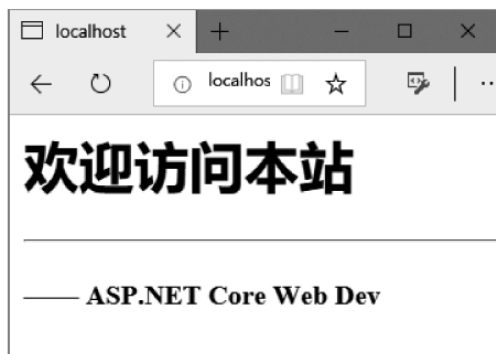 localhost
localhos
欢迎访问本站
—— ASP.NET Core Web Dev